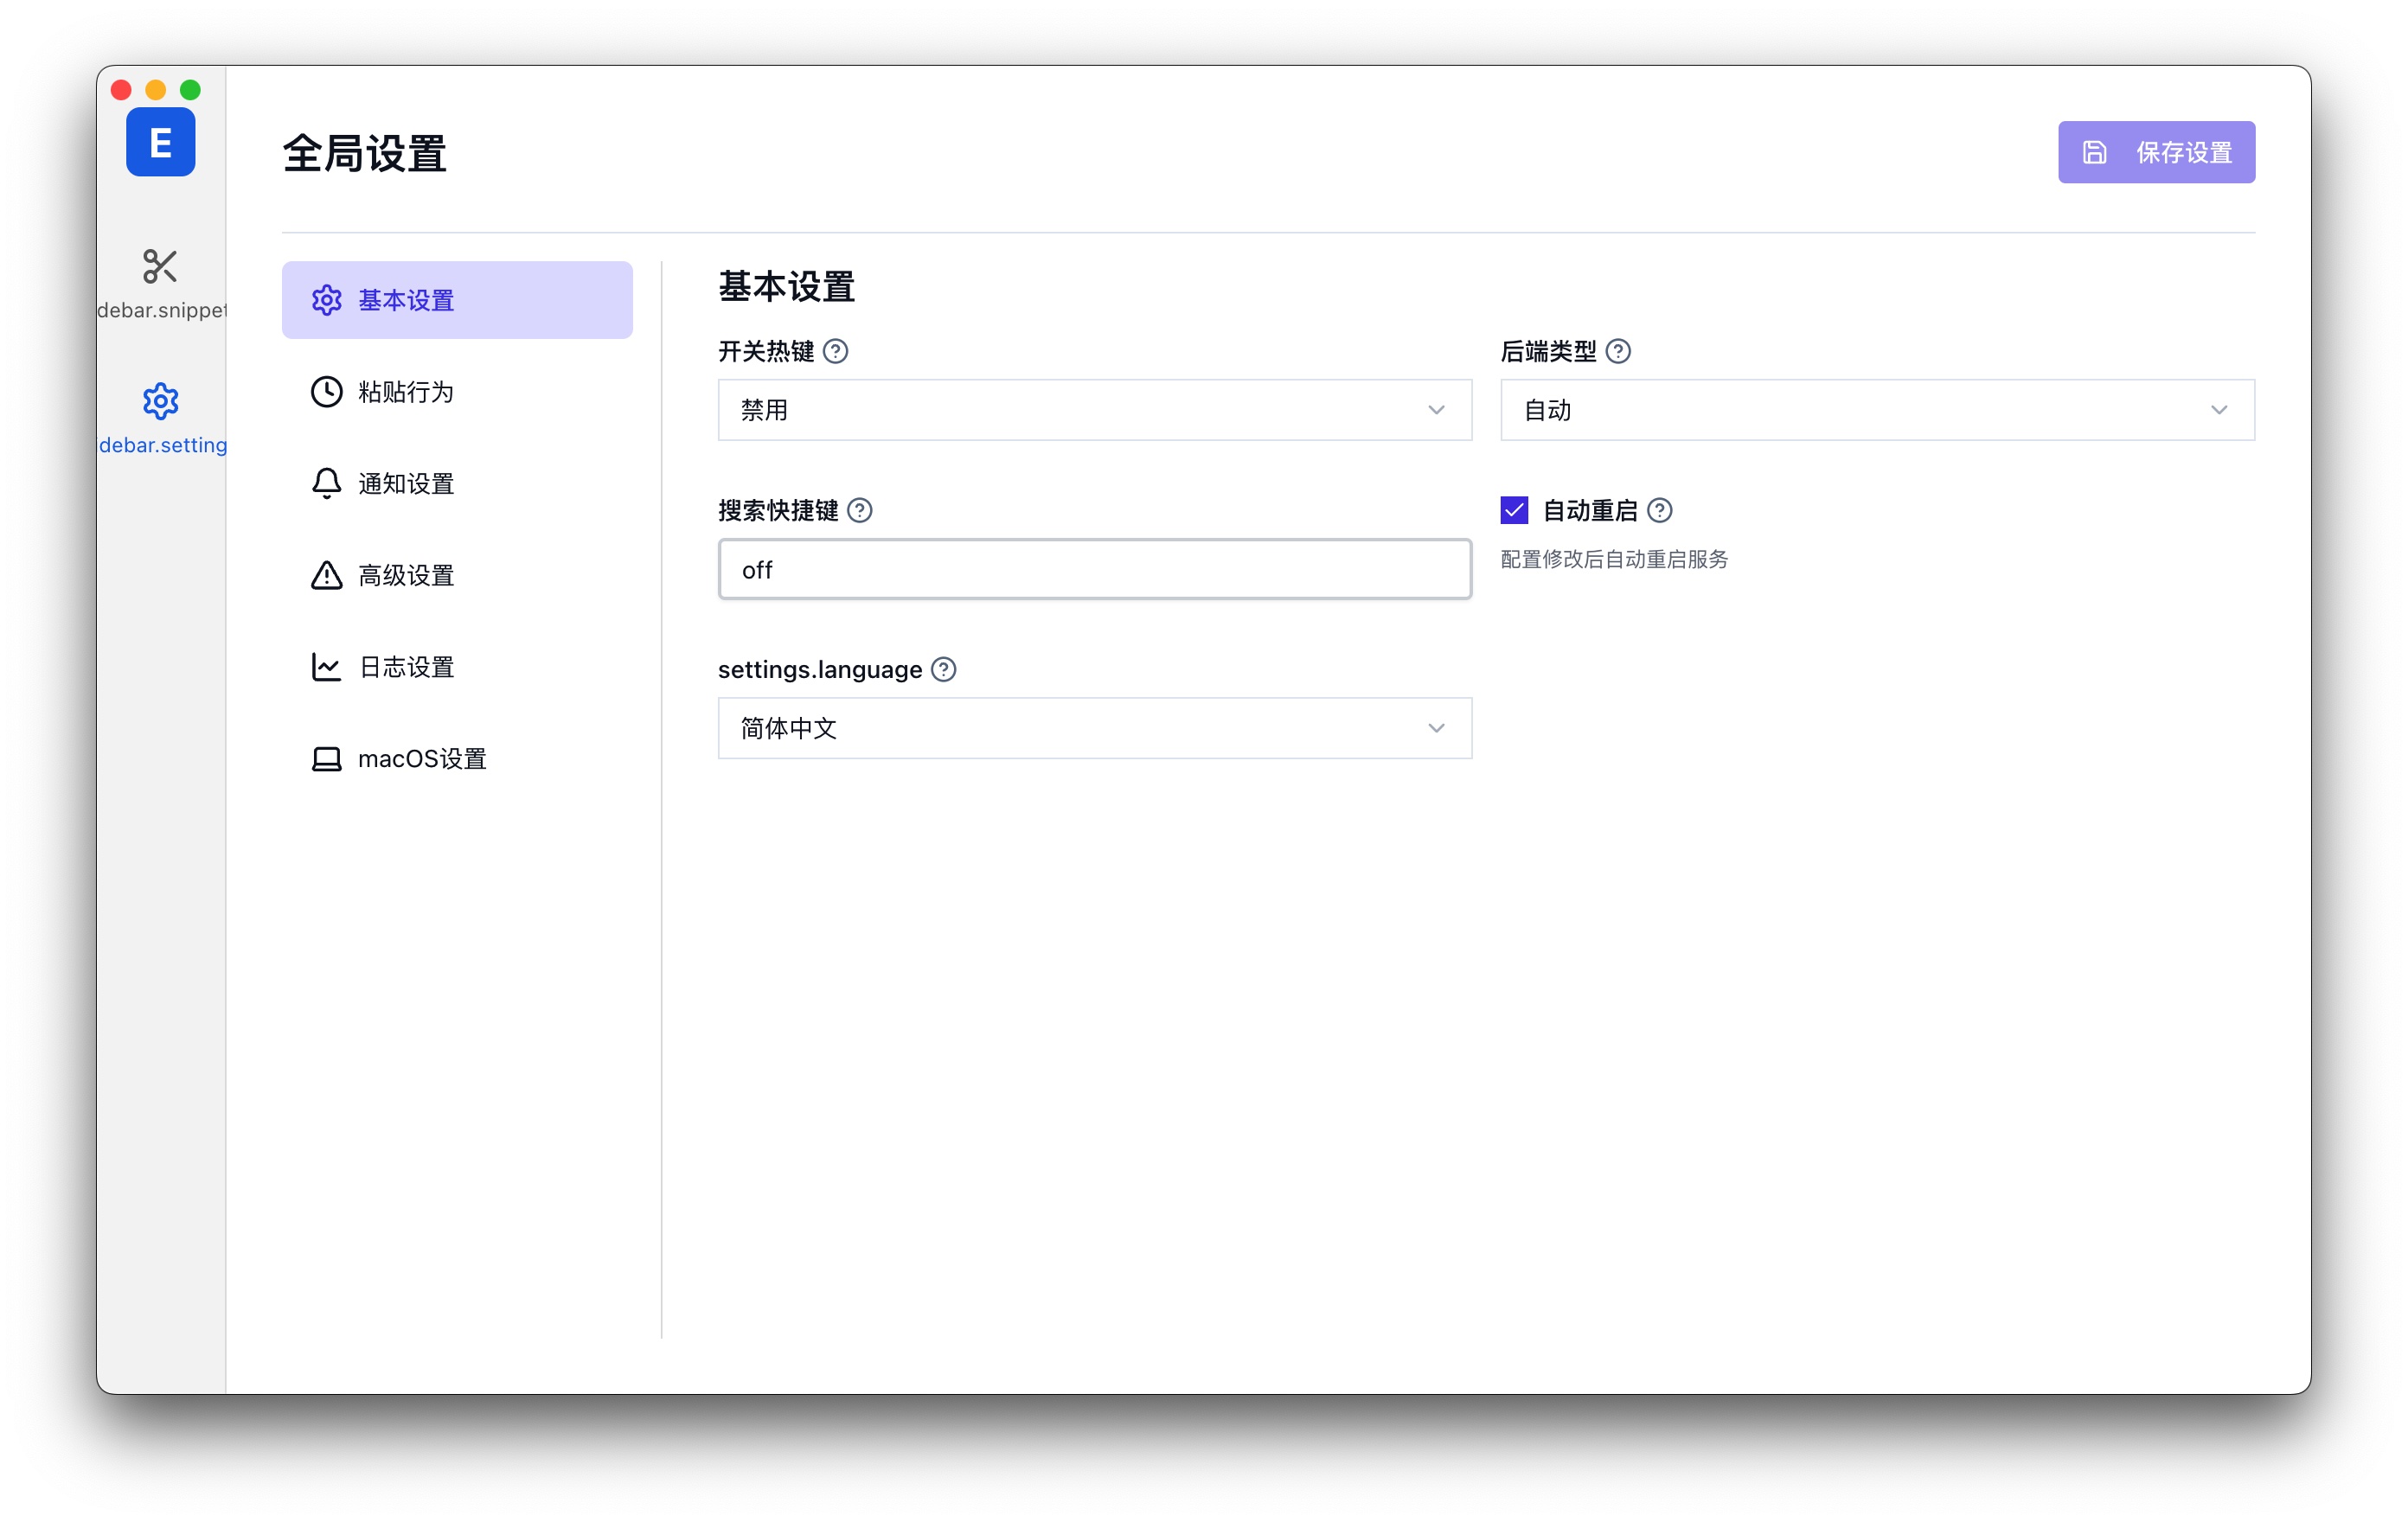 E
debar.snippet
debar.setting
全局设置
保存设置
基本设置
粘贴行为
通知设置
高级设置
日志设置
macOS设置
基本设置
开关热键
禁用
后端类型
自动
搜索快捷键
off
自动重启
配置修改后自动重启服务
settings.language
简体中文